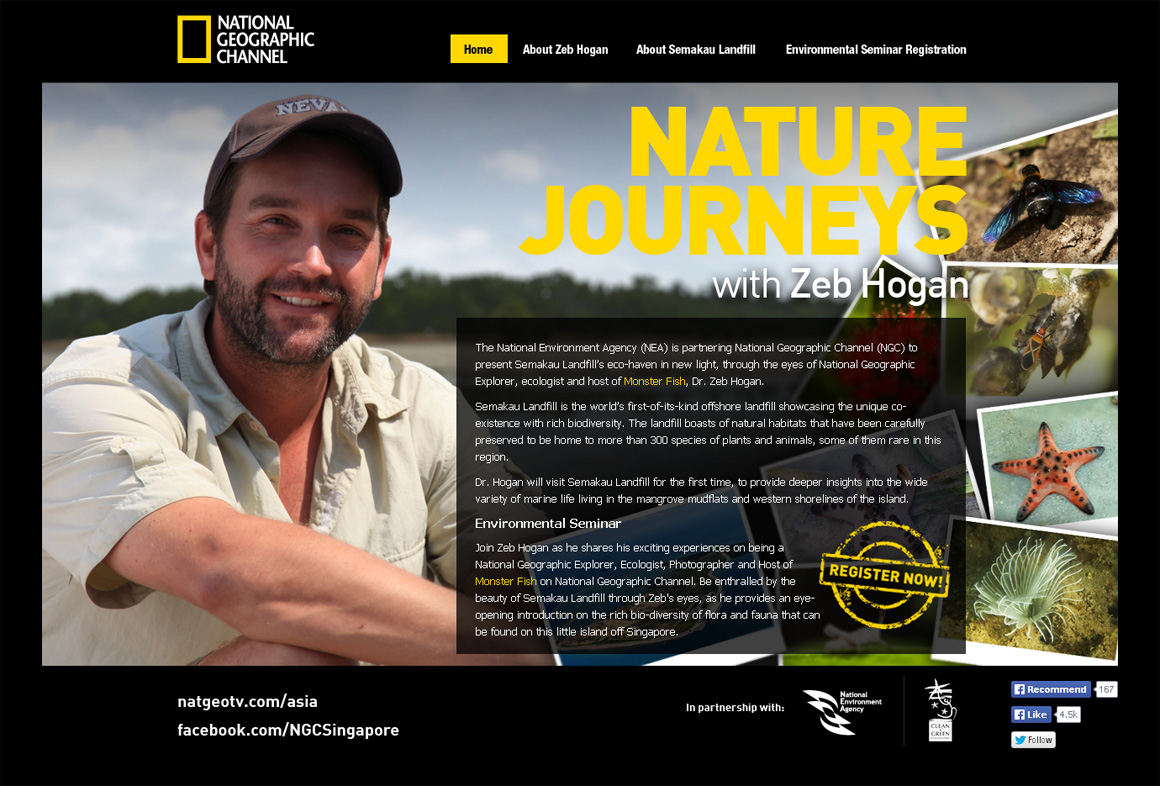 NATIONAL
GEOGRAPHIC
CHANNEL
Home
About Zeb Hogan
About Semakau Landfill
Environmental Seminar Registration
NEVA
NATURE
JOURNEYS
with Zeb Hogan
The National Environment Agency (NEA) is partnering National Geographic Channel (NGC) to
present Semakau Landfill's eco-haven in new light, through the eyes of National Geographic
Explorer, ecologist and host of Monster Fish, Dr. Zeb Hogan.
Semakau Landfill is the world's first-of-its-kind offshore landfill showcasing the unique co-
existence with rich biodiversity. The landfill boasts of natural habitats that have been carefully
preserved to be home to more than 300 species of plants and animals, some of them rare in this
region.
Dr. Hogan will visit Semakau Landfill for the first time, to provide deeper insights into the wide
variety of marine life living in the mangrove mudflats and western shorelines of the island.
Environmental Seminar
Join Zeb Hogan as he shares his exciting experiences on being a
National Geographic Explorer, Ecologist, Photographer and Host of
Monster Fish on National Geographic Channel. Be enthralled by the
beauty of Semakau Landfill through Zeb's eyes, as he provides an eye-
opening introduction on the rich bio-diversity of flora and fauna that can
be found on this little island off Singapore.
REGISTER NOW!
natgeotv.com/asia
facebook.com/NGCSingapore
In partnership with:
National
Environment
Agency
CLEAN
GREEN
Recommend 167
Like 4.5k
Follow